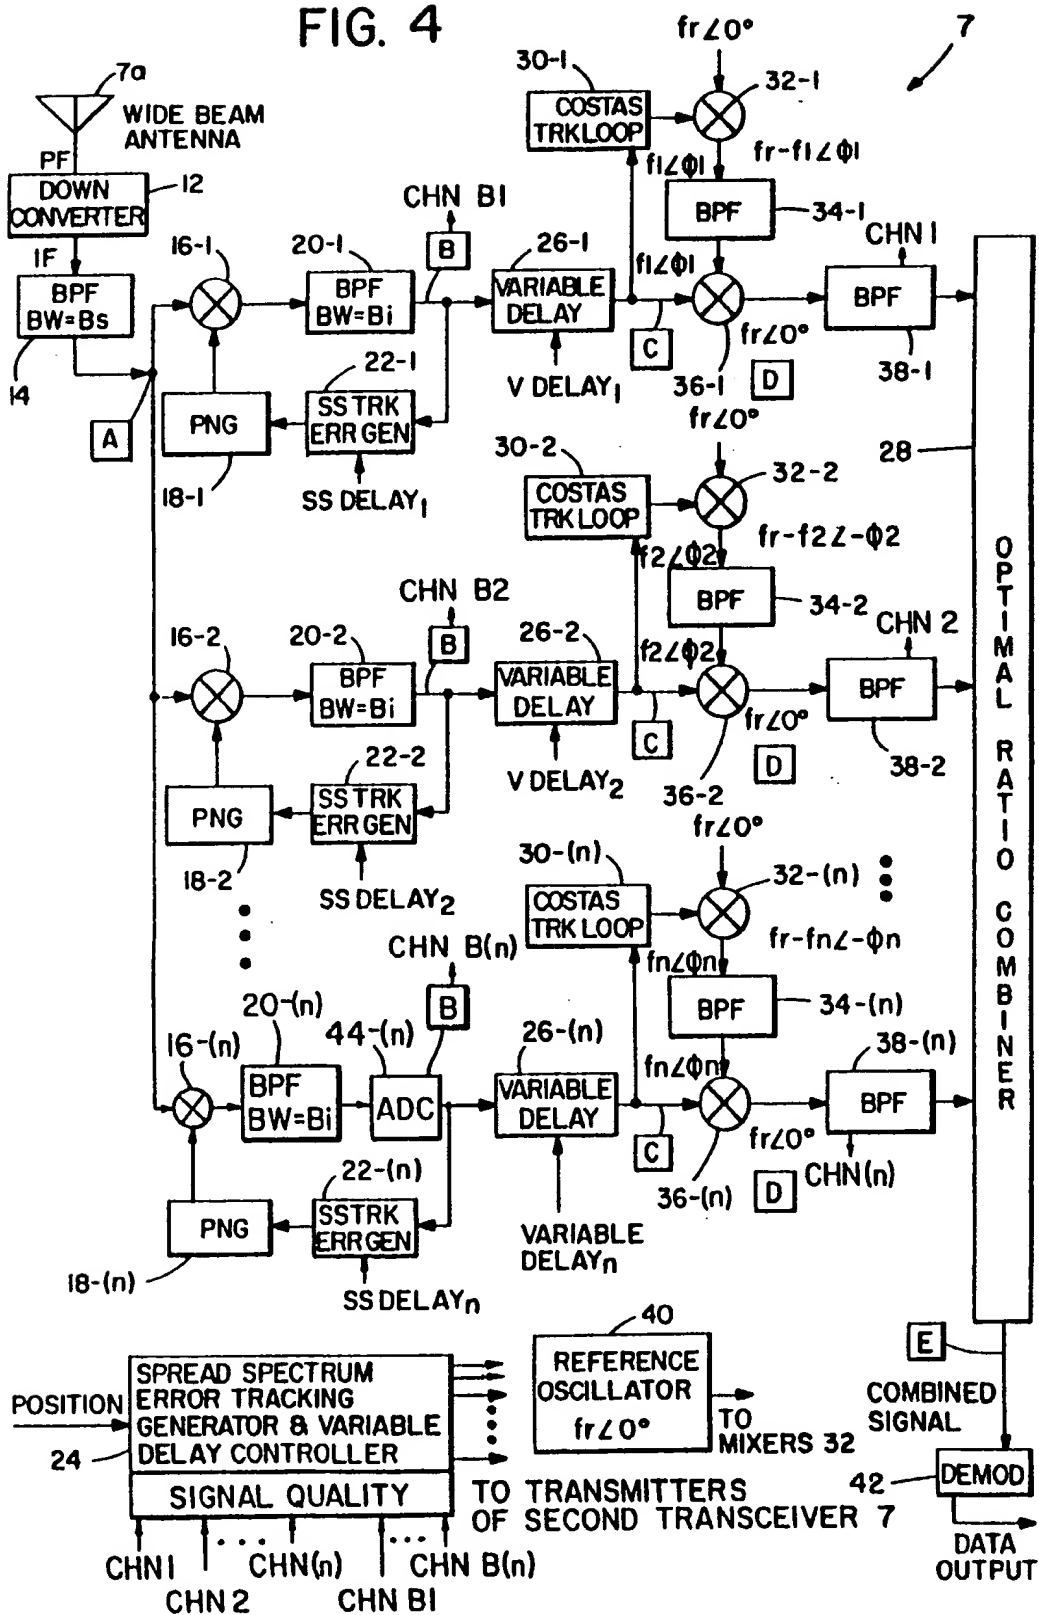 FIG. 4
7
7a
WIDE BEAM
ANTENNA
PF
DOWN
CONVERTER
12
IF
BPF
BW=Bs
14
A
16-1
20-1
BPF
BW=Bi
CHN B1
B
26-1
VARIABLE
DELAY
V DELAY1
22-1
SS TRK
ERR GEN
SS DELAY1
PNG
18-1
30-1
COSTAS
TRK LOOP
fr∠0°
32-1
fr-f1∠ϕ1
f1∠ϕ1
BPF
34-1
f1∠ϕ1
C
36-1
fr∠0°
D
CHN 1
BPF
38-1
28
16-2
20-2
BPF
BW=Bi
CHN B2
B
26-2
VARIABLE
DELAY
V DELAY2
22-2
SS TRK
ERR GEN
SS DELAY2
PNG
18-2
30-2
COSTAS
TRK LOOP
fr∠0°
32-2
fr-f2∠-ϕ2
f2∠ϕ2
BPF
34-2
f2∠ϕ2
C
36-2
fr∠0°
D
CHN 2
BPF
38-2
16-(n)
20-(n)
BPF
BW=Bi
44-(n)
ADC
CHN B(n)
B
26-(n)
VARIABLE
DELAY
VARIABLE
DELAYn
22-(n)
SS TRK
ERR GEN
SS DELAYn
PNG
18-(n)
30-(n)
COSTAS
TRK LOOP
fr∠0°
32-(n)
fr-fn∠-ϕn
fn∠ϕn
BPF
34-(n)
fn∠ϕn
C
36-(n)
fr∠0°
D
38-(n)
BPF
CHN(n)
OPTIMAL RATIO COMBINER
E
COMBINED
SIGNAL
42
DEMOD
DATA
OUTPUT
POSITION
24
SPREAD SPECTRUM
ERROR TRACKING
GENERATOR & VARIABLE
DELAY CONTROLLER
SIGNAL QUALITY
CHN1
CHN 2
CHN(n)
CHN B1
CHN B(n)
TO TRANSMITTERS
OF SECOND TRANSCEIVER 7
40
REFERENCE
OSCILLATOR
fr∠0°
TO
MIXERS 32